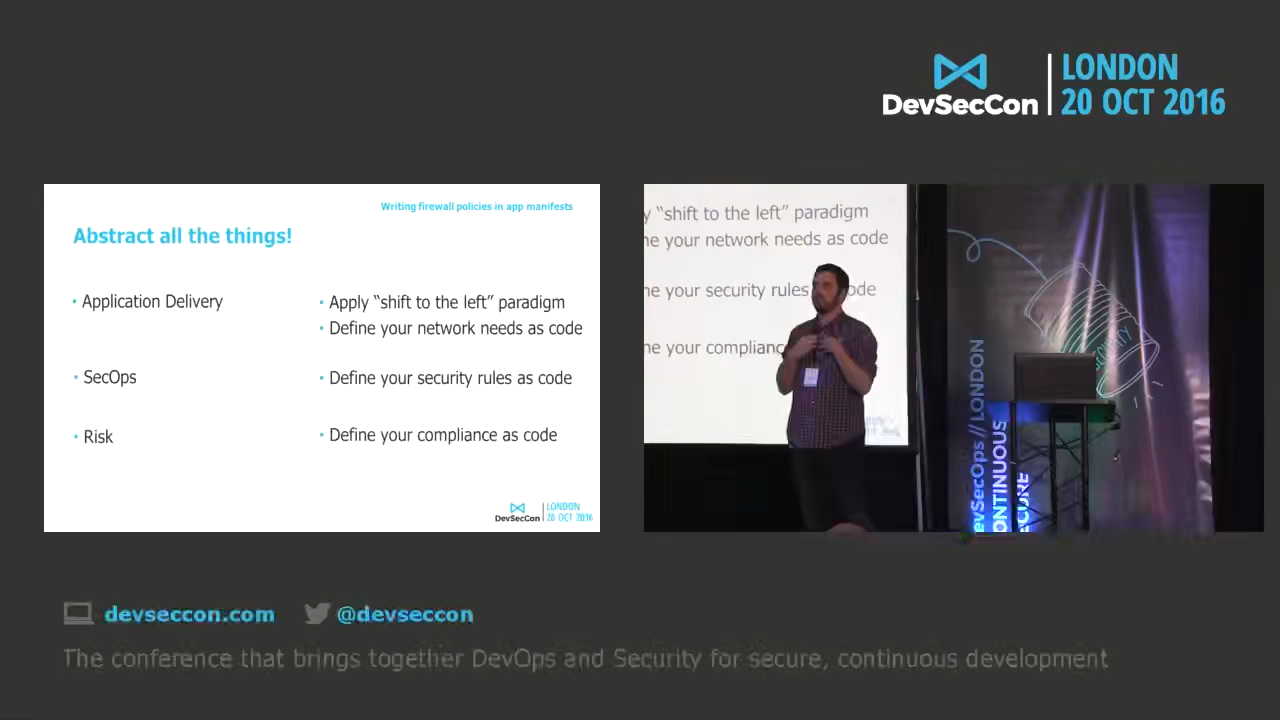 DevSecCon
LONDON
20 OCT 2016
Writing firewall policies in app manifests
Abstract all the things!
• Application Delivery
• Apply “shift to the left” paradigm
• Define your network needs as code
• SecOps
• Define your security rules as code
• Risk
• Define your compliance as code
DevSecCon
LONDON
20 OCT 2016
y “shift to the left” paradigm
ne your network needs as code
ne your security rules ode
ne your complianc
evSecOps // LONDON
ONTINUOUS
ECURE
devseccon.com
@devseccon
The conference that brings together DevOps and Security for secure, continuous development